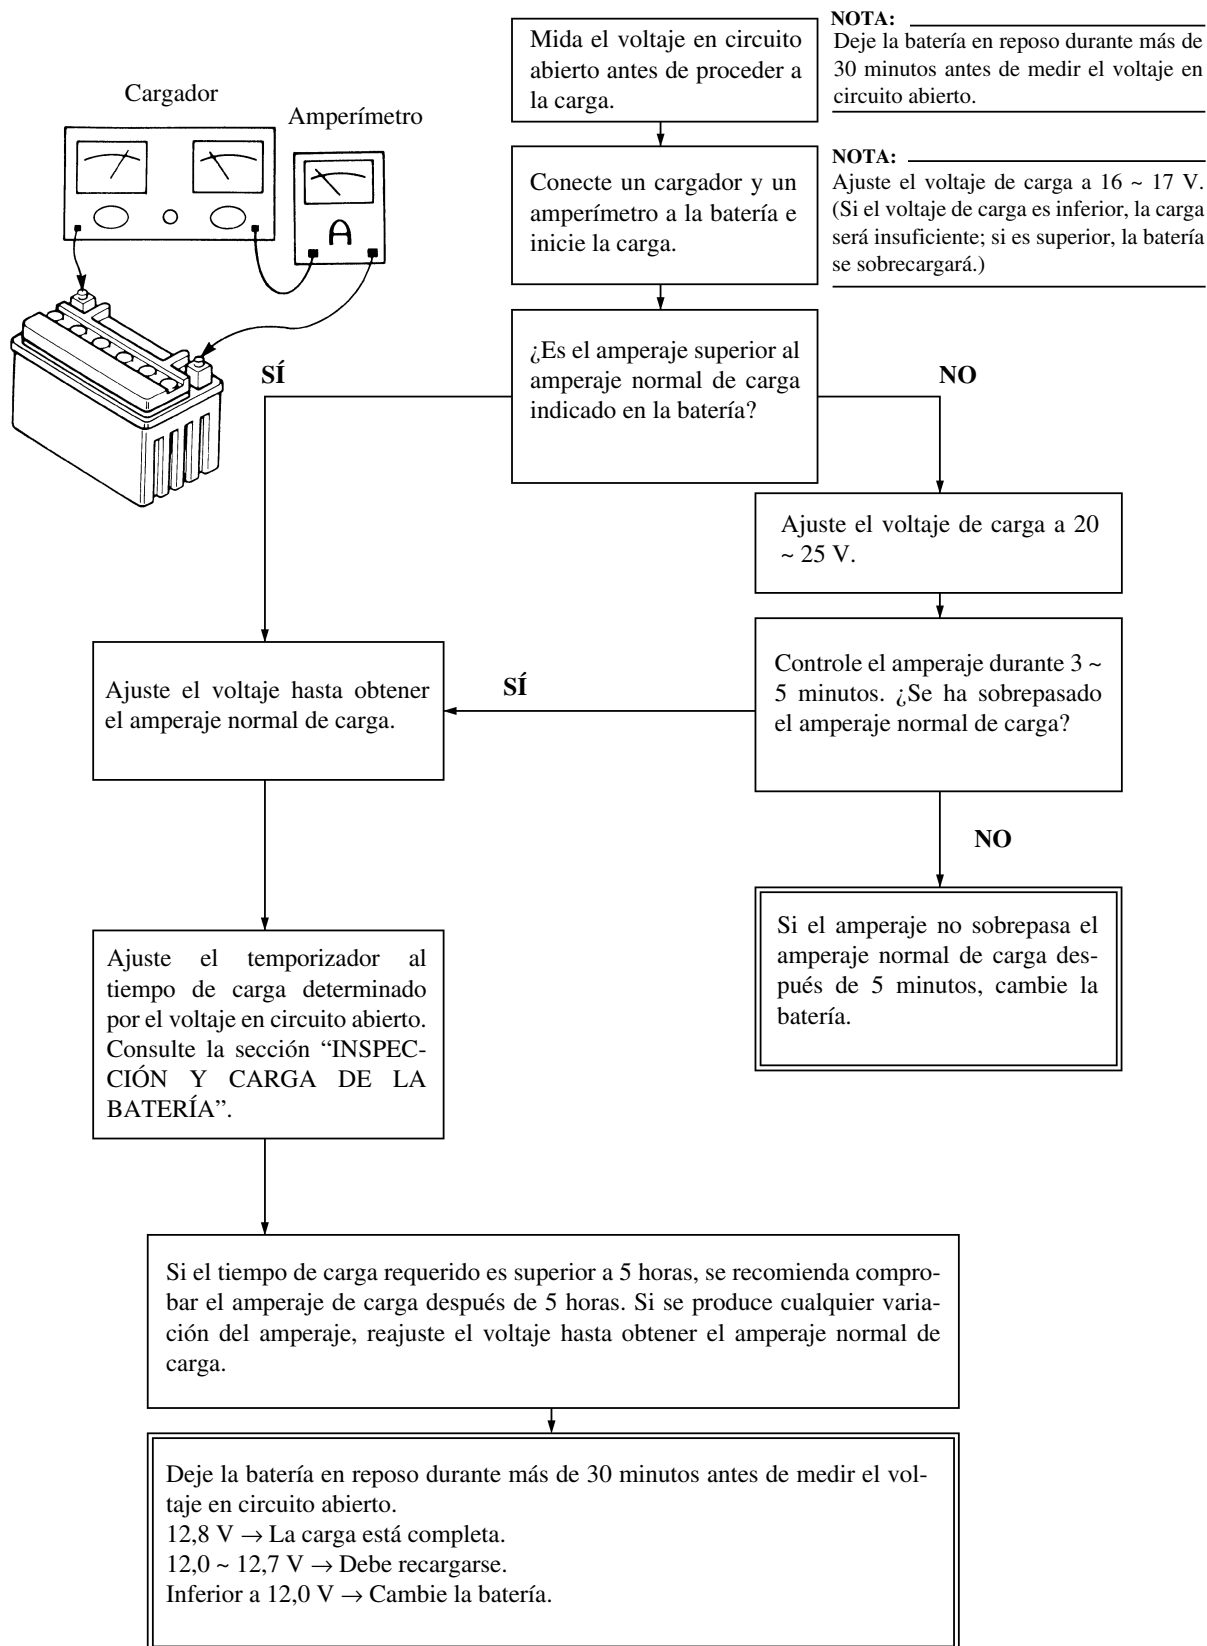 Mida el voltaje en circuito
abierto antes de proceder a
la carga.
NOTA:
Deje la batería en reposo durante más de
30 minutos antes de medir el voltaje en
circuito abierto.
Cargador
Amperímetro
A
Conecte un cargador y un
amperímetro a la batería e
inicie la carga.
NOTA:
Ajuste el voltaje de carga a 16 ~ 17 V.
(Si el voltaje de carga es inferior, la carga
será insuficiente; si es superior, la batería
se sobrecargará.)
¿Es el amperaje superior al
amperaje normal de carga
indicado en la batería?
SÍ
NO
Ajuste el voltaje de carga a 20
~ 25 V.
Controle el amperaje durante 3 ~
5 minutos. ¿Se ha sobrepasado
el amperaje normal de carga?
SÍ
Ajuste el voltaje hasta obtener
el amperaje normal de carga.
NO
Si el amperaje no sobrepasa el
amperaje normal de carga des-
pués de 5 minutos, cambie la
batería.
Ajuste el temporizador al
tiempo de carga determinado
por el voltaje en circuito abierto.
Consulte la sección “INSPEC-
CIÓN Y CARGA DE LA
BATERÍA”.
Si el tiempo de carga requerido es superior a 5 horas, se recomienda compro-
bar el amperaje de carga después de 5 horas. Si se produce cualquier varia-
ción del amperaje, reajuste el voltaje hasta obtener el amperaje normal de
carga.
Deje la batería en reposo durante más de 30 minutos antes de medir el vol-
taje en circuito abierto.
12,8 V → La carga está completa.
12,0 ~ 12,7 V → Debe recargarse.
Inferior a 12,0 V → Cambie la batería.